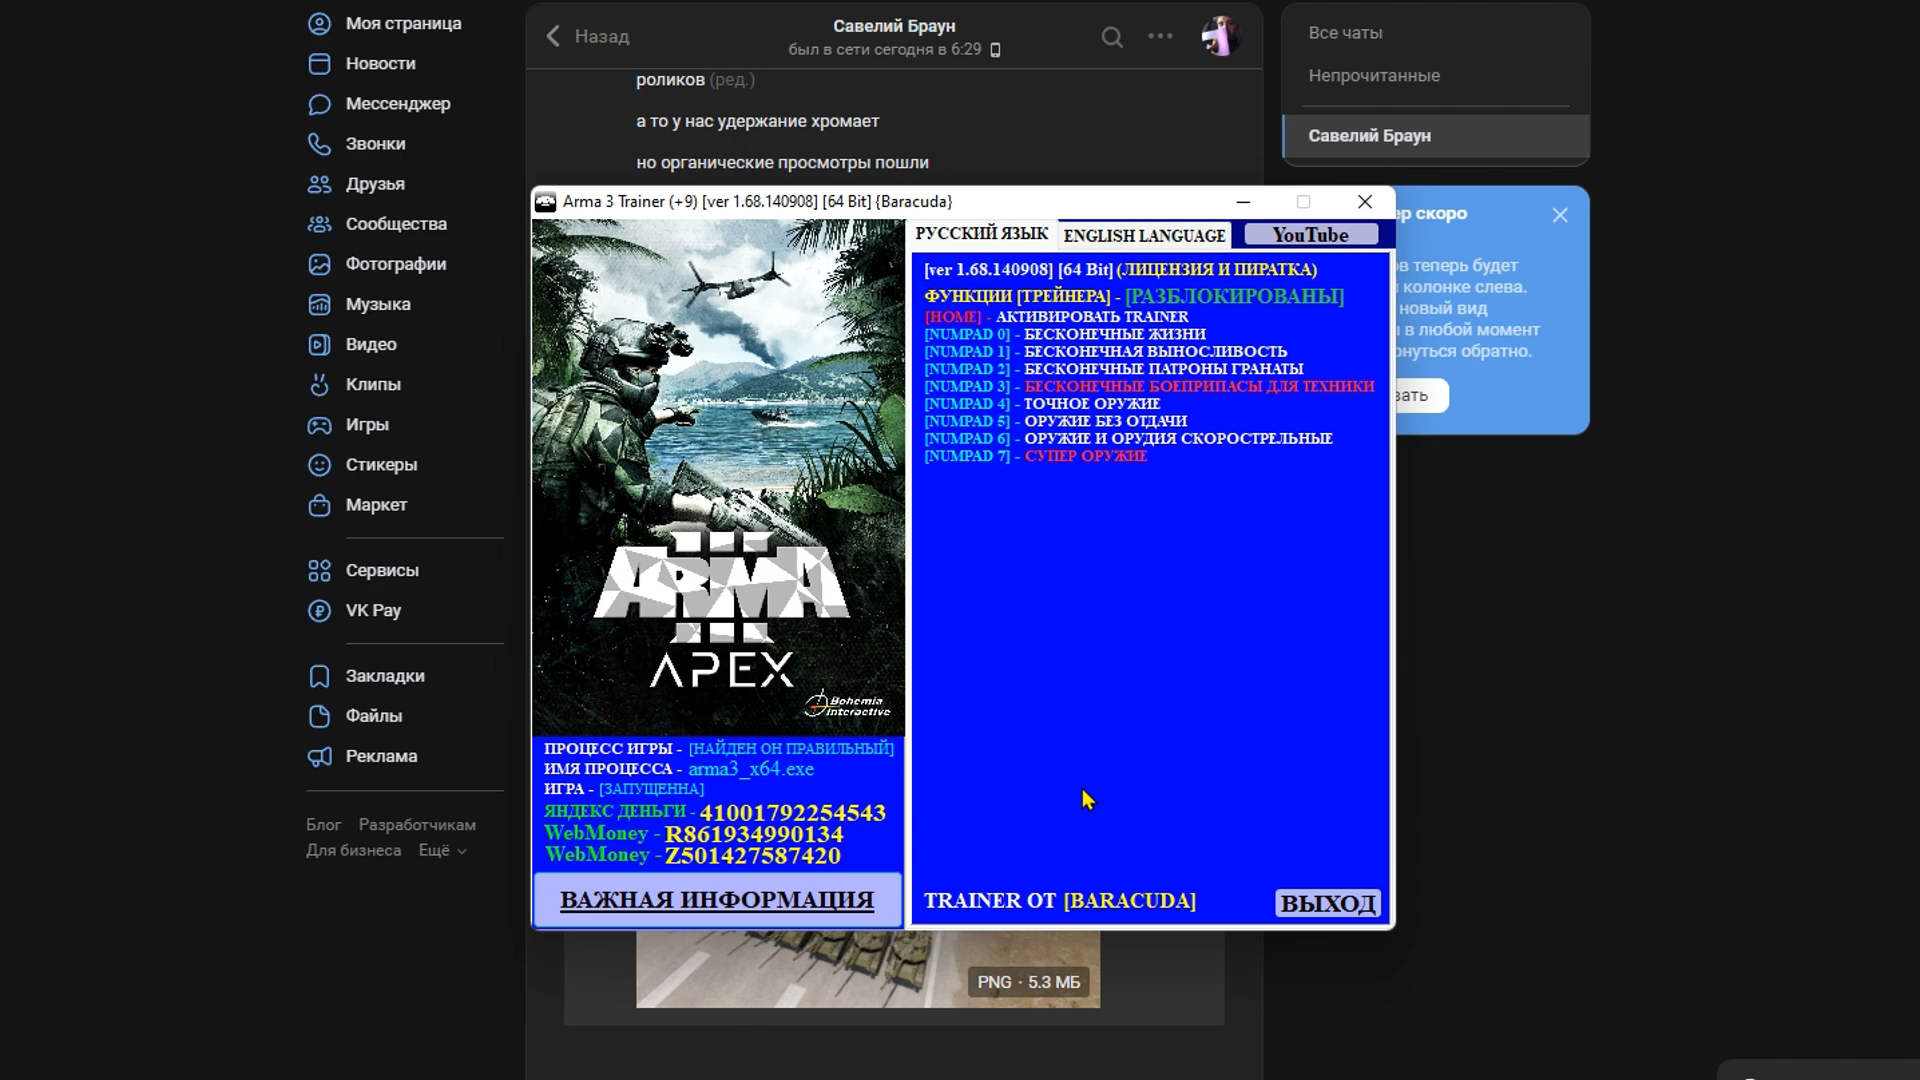 Моя страница
Новости
Мессенджер
Звонки
Друзья
Сообщества
Фотографии
Музыка
Видео
Клипы
Игры
Стикеры
Маркет
Сервисы
VK Pay
Закладки
Файлы
Реклама
Блог Разработчикам
Для бизнеса Ещё
Назад
Савелий Браун
был в сети сегодня в 6:29
роликов (ред.)
а то у нас удержание хромает
но органические просмотры пошли
Arma 3 Trainer (+9) [ver 1.68.140908] [64 Bit] {Baracuda}
ARMA
III
APEX
Bohemia
Interactive
ПРОЦЕСС ИГРЫ - [НАЙДЕН ОН ПРАВИЛЬНЫЙ]
ИМЯ ПРОЦЕССА - arma3_x64.exe
ИГРА - [ЗАПУЩЕННА]
ЯНДЕКС ДЕНЬГИ - 41001792254543
WebMoney - R861934990134
WebMoney - Z501427587420
ВАЖНАЯ ИНФОРМАЦИЯ
РУССКИЙ ЯЗЫК
ENGLISH LANGUAGE
YouTube
[ver 1.68.140908] [64 Bit] (ЛИЦЕНЗИЯ И ПИРАТКА)
ФУНКЦИИ [ТРЕЙНЕРА] - [РАЗБЛОКИРОВАНЫ]
[HOME] - АКТИВИРОВАТЬ TRAINER
[NUMPAD 0] - БЕСКОНЕЧНЫЕ ЖИЗНИ
[NUMPAD 1] - БЕСКОНЕЧНАЯ ВЫНОСЛИВОСТЬ
[NUMPAD 2] - БЕСКОНЕЧНЫЕ ПАТРОНЫ ГРАНАТЫ
[NUMPAD 3] - БЕСКОНЕЧНЫЕ БОЕПРИПАСЫ ДЛЯ ТЕХНИКИ
[NUMPAD 4] - ТОЧНОЕ ОРУЖИЕ
[NUMPAD 5] - ОРУЖИЕ БЕЗ ОТДАЧИ
[NUMPAD 6] - ОРУЖИЕ И ОРУДИЯ СКОРОСТРЕЛЬНЫЕ
[NUMPAD 7] - СУПЕР ОРУЖИЕ
TRAINER ОТ [BARACUDA]
ВЫХОД
PNG · 5.3 МБ
Все чаты
Непрочитанные
Савелий Браун
ер скоро
ов теперь будет
колонке слева.
новый вид
в любой момент
рнуться обратно.
вать